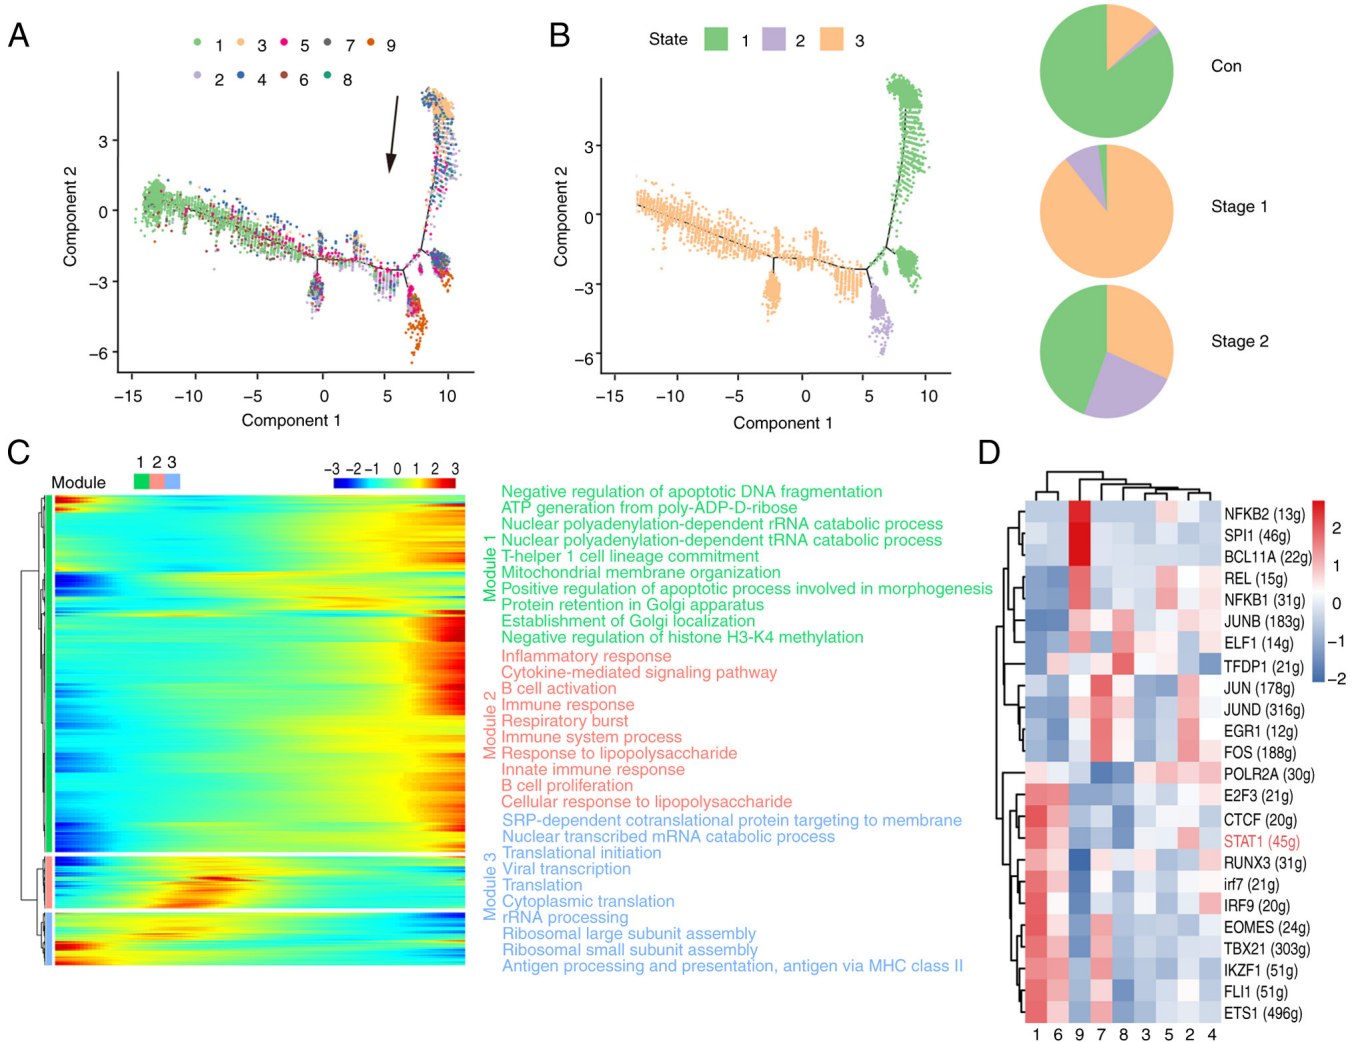 A
1 3 5 7 9
2 4 6 8
Component 2
3
0
−3
−6
−15 −10 −5 0 5 10
Component 1
B
State 1 2 3
Component 2
3
0
−3
−6
−15 −10 −5 0 5 10
Component 1
Con
Stage 1
Stage 2
C
Module
1 2 3
−3 −2 −1 0 1 2 3
Module 1
Negative regulation of apoptotic DNA fragmentation
ATP generation from poly-ADP-D-ribose
Nuclear polyadenylation-dependent rRNA catabolic process
Nuclear polyadenylation-dependent tRNA catabolic process
T-helper 1 cell lineage commitment
Mitochondrial membrane organization
Positive regulation of apoptotic process involved in morphogenesis
Protein retention in Golgi apparatus
Establishment of Golgi localization
Negative regulation of histone H3-K4 methylation
Module 2
Inflammatory response
Cytokine-mediated signaling pathway
B cell activation
Immune response
Respiratory burst
Immune system process
Response to lipopolysaccharide
Innate immune response
B cell proliferation
Cellular response to lipopolysaccharide
Module 3
SRP-dependent cotranslational protein targeting to membrane
Nuclear transcribed mRNA catabolic process
Translational initiation
Viral transcription
Translation
Cytoplasmic translation
rRNA processing
Ribosomal large subunit assembly
Ribosomal small subunit assembly
Antigen processing and presentation, antigen via MHC class II
D
NFKB2 (13g)
SPI1 (46g)
BCL11A (22g)
REL (15g)
NFKB1 (31g)
JUNB (183g)
ELF1 (14g)
TFDP1 (21g)
JUN (178g)
JUND (316g)
EGR1 (12g)
FOS (188g)
POLR2A (30g)
E2F3 (21g)
CTCF (20g)
STAT1 (45g)
RUNX3 (31g)
irf7 (21g)
IRF9 (20g)
EOMES (24g)
TBX21 (303g)
IKZF1 (51g)
FLI1 (51g)
ETS1 (496g)
1 6 9 7 8 3 5 2 4
2
1
0
−1
−2